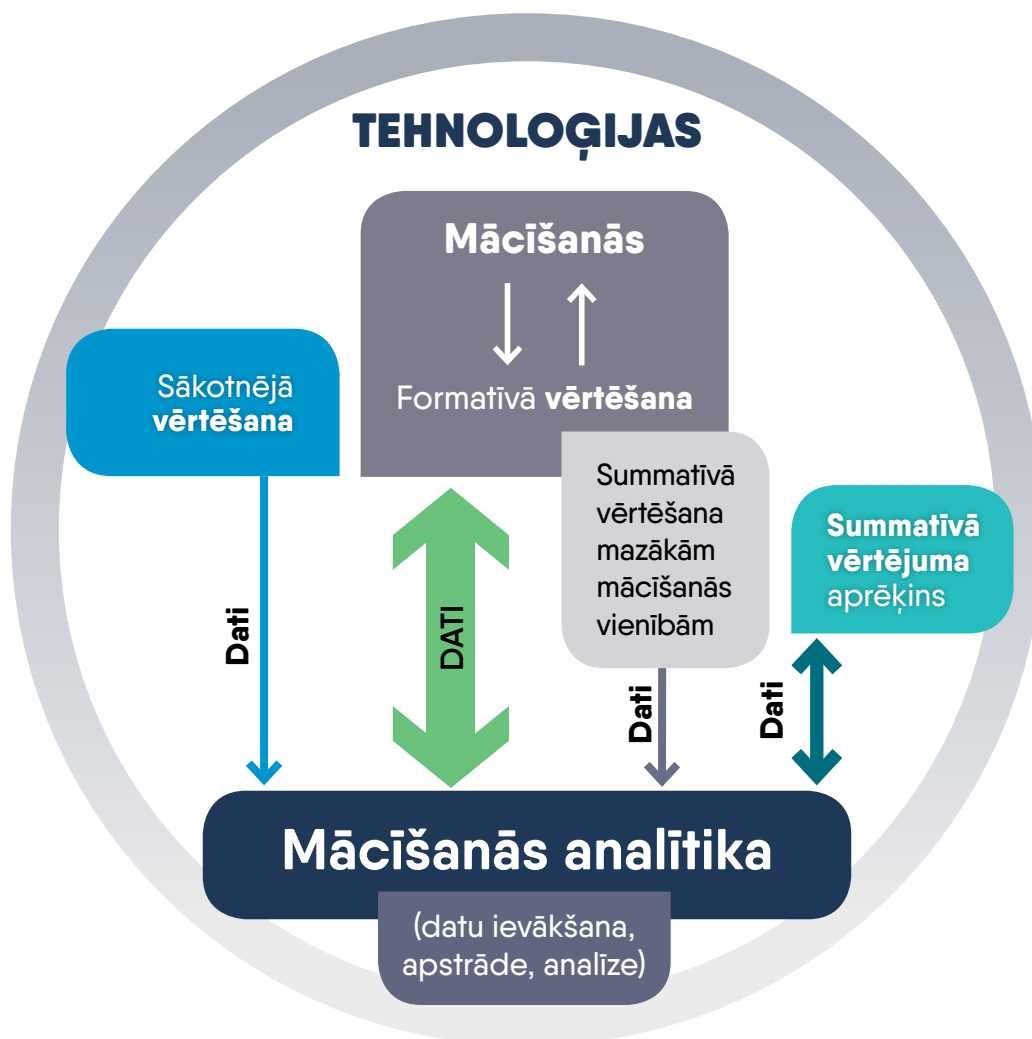 TEHNOLOĢIJAS
Mācīšanās
Formatīvā vērtēšana
Sākotnējā
vērtēšana
Summatīvā
vērtēšana
mazākām
mācīšanās
vienībām
Summatīvā
vērtējuma
aprēķins
Dati
DATI
Dati
Dati
Mācīšanās analītika
(datu ievākšana,
apstrāde, analīze)